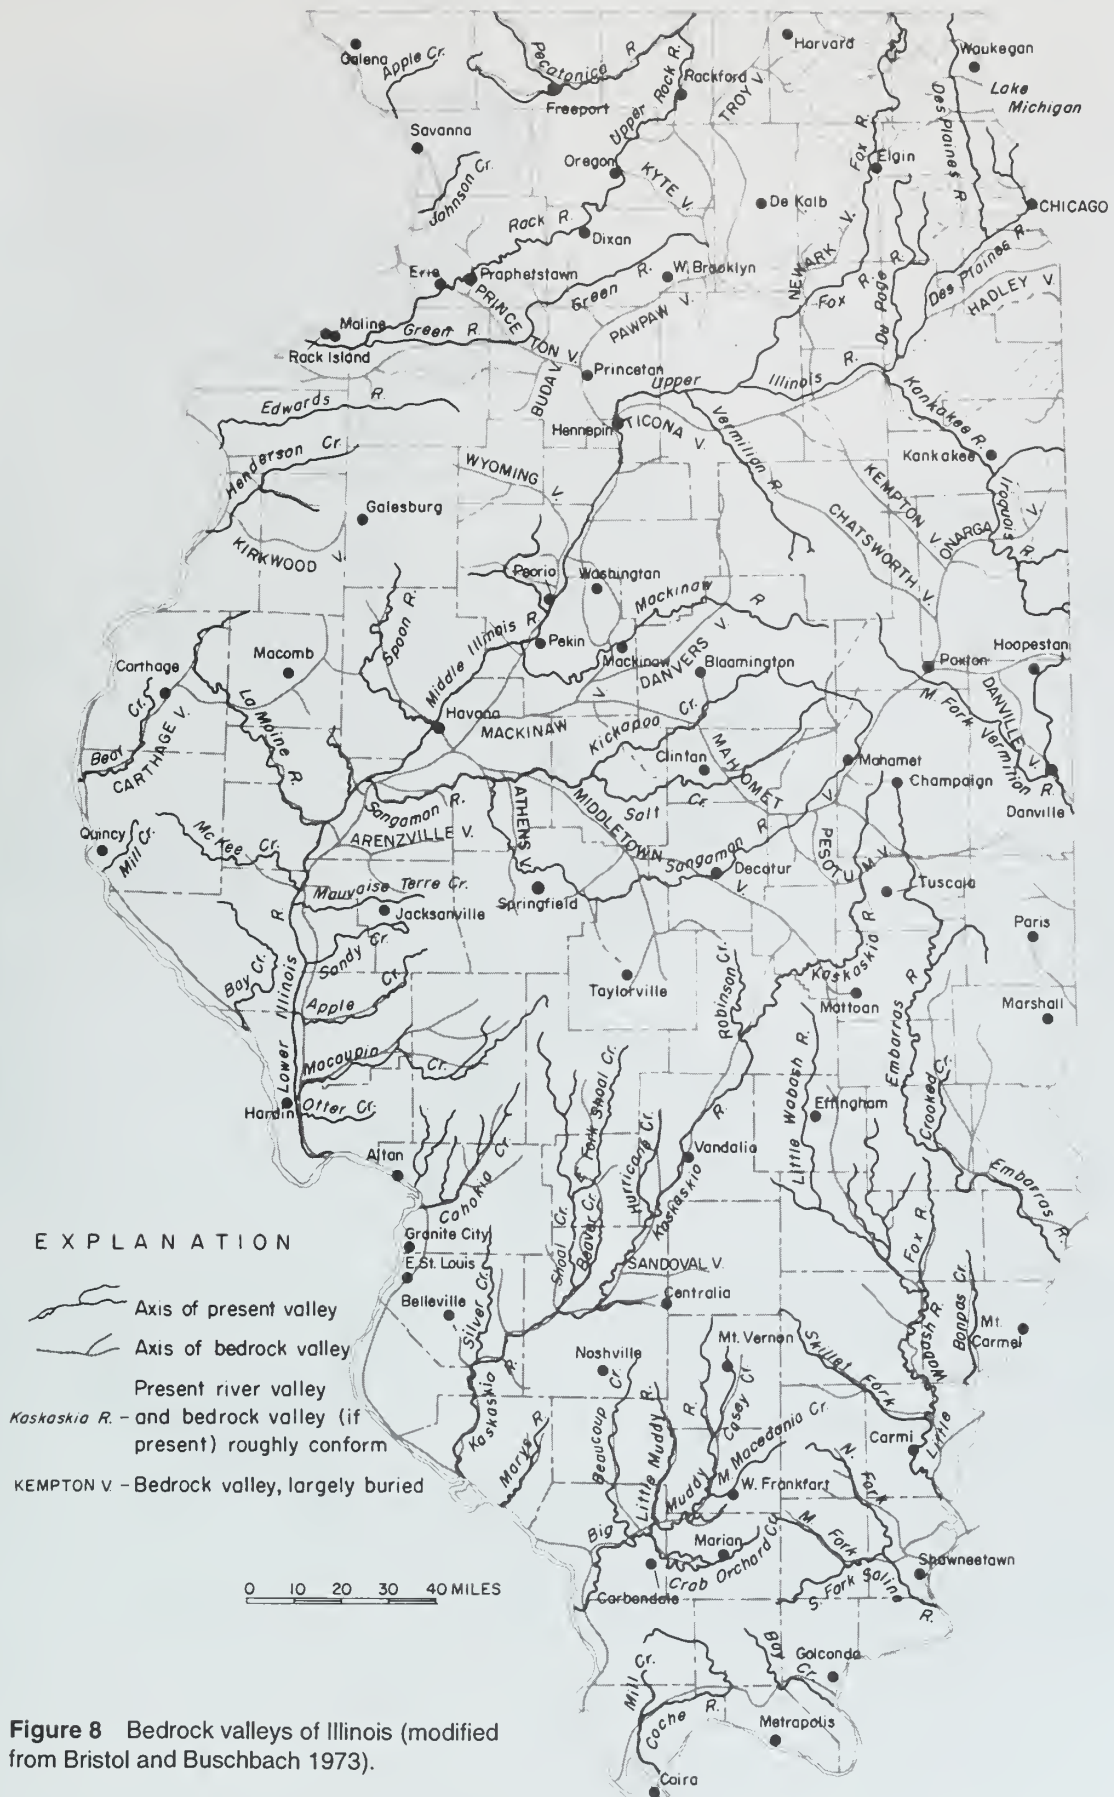 Galena
Apple Cr.
Pecatonica R
Freeport
Upper Rock R.
Rockford
TROY V.
Harvard
Waukegan
Lake
Michigan
Des Plaines R
Fox R.
Elgin
Savanna
Johnson Cr.
Oregon
KYTE V.
De Kalb
CHICAGO
Rock R.
Dixon
NEWARK V.
Fox R.
Du Page R.
Des Plaines R.
HADLEY V.
Erie
Prophetstown
PRINCE
TON V.
Green R.
W. Brooklyn
PAWPAW V.
Moline
Rock Island
Green R.
BUDA V.
Princeton
Upper Illinois R.
Edwards R.
Hennepin
TICONA V.
Vermilion R.
Kankakee R.
Kankakee
Henderson Cr.
WYOMING V.
Galesburg
KIRKWOOD V.
KEMPTON V.
CHATSWORTH V.
ONARGA V.
Iroquois R.
Peoria
Washington
Mackinaw R
Spoon R.
Middle Illinois R.
Pekin
Mackinaw
DANVERS V.
Bloomington
Paxton
Hoopeston
Carthage
Macomb
La Moine R.
Bear Cr.
CARTHAGE V.
Havana
MACKINAW V
Kickapoo Cr.
Clinton
MAHOMET V.
Mahomet
M. Fork Vermilion R.
DANVILLE V.
Champaign
Danville
Sangamon R.
ARENZVILLE V.
ATHENS V.
MIDDLETOWN V.
Salt Cr.
Sangamon R
Decatur
PESOTUM V.
Tuscola
Quincy
Mill Cr.
McKee Cr.
Mauvaise Terre Cr.
Jacksonville
Springfield
Sandy Cr.
Paris
Bay Cr.
Apple Cr.
Taylorville
Robinson Cr.
Kaskaskia R
Mattoon
Embarras R
Marshall
Lower Illinois R
Macoupin Cr.
Little Wabash R.
Effingham
Crooked Cr.
Hardin
Otter Cr.
Alton
Cahokia Cr.
Shoal Cr.
E. Fork Shoal Cr.
Beaver Cr.
Hurricane Cr.
Vandalia
Kaskaskia R.
Embarras R.
Fox R
Granite City
E. St. Louis
SANDOVAL V.
Centralia
Belleville
Silver Cr.
Bonpas Cr.
Mt.
Carmel
Little Wabash R.
Nashville
Mt. Vernon
Skillet Fork
Kaskaskia R.
Marys R.
Beaucoup Cr.
Little Muddy R.
Big Muddy R.
Casey Cr.
M. Macedonia Cr.
W. Frankfort
Carmi
N. Fork
Marion
Crab Orchard Cr.
Carbondale
M. Fork
S. Fork Saline R.
Shawneetown
Mill Cr.
Bay Cr.
Golconda
Cache R.
Metropolis
Cairo
EXPLANATION
Axis of present valley
Axis of bedrock valley
Present river valley
Kaskaskia R. - and bedrock valley (if
present) roughly conform
KEMPTON V - Bedrock valley, largely buried
0 10 20 30 40 MILES
Figure 8 Bedrock valleys of Illinois (modified
from Bristol and Buschbach 1973).